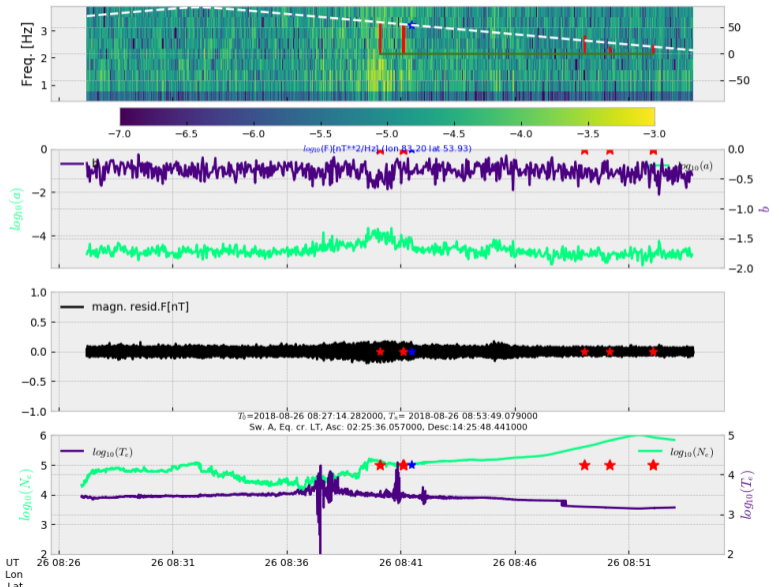 Freq. [Hz]
3
2
1
50
0
−50
−7.0 −6.5 −6.0 −5.5 −5.0 −4.5 −4.0 −3.5 −3.0
log₁₀(F)[nT**2/Hz] (lon 83.20 lat 53.93)
log₁₀(a)
0
−2
−4
log₁₀(a)
0.0
−0.5
−1.0
−1.5
−2.0
magn. resid.F[nT]
1.0
0.5
0.0
−0.5
−1.0
T₀=2018-08-26 08:27:14.282000, Tₑ= 2018-08-26 08:53:49.079000
Sw. A, Eq. cr. LT, Asc: 02:25:36.057000, Desc:14:25:48.441000
log₁₀(Nₑ)
6
5
4
3
2
log₁₀(Tₑ)
log₁₀(Nₑ)
5
4
3
2
log₁₀(Tₑ)
UT 26 08:26 26 08:31 26 08:36 26 08:41 26 08:46 26 08:51
Lon
Lat